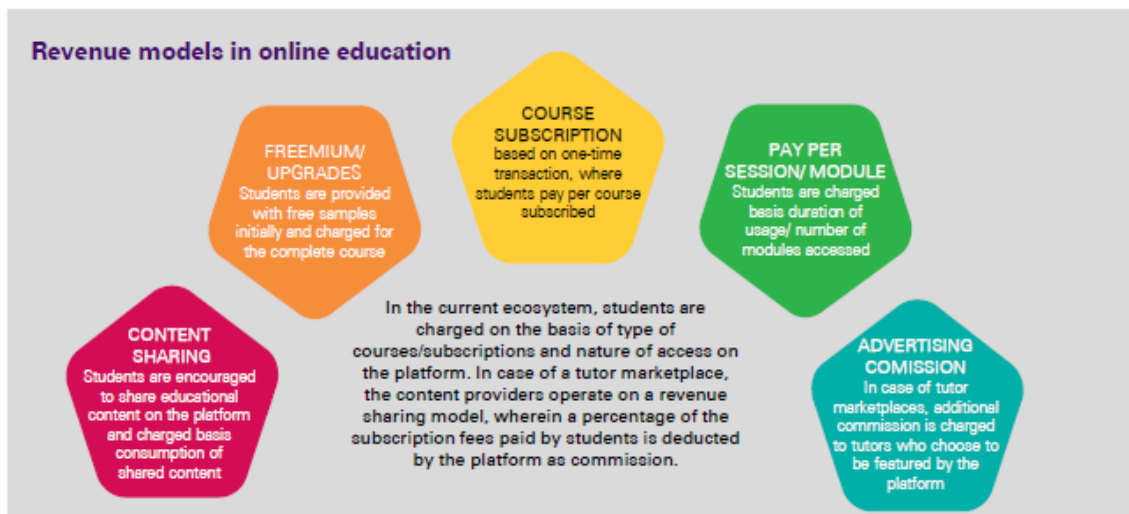 Revenue models in online education
CONTENT
SHARING
Students are encouraged
to share educational
content on the platform
and charged basis
consumption of
shared content
FREEMIUM/
UPGRADES
Students are provided
with free samples
initially and charged for
the complete course
COURSE
SUBSCRIPTION
based on one-time
transaction, where
students pay per course
subscribed
PAY PER
SESSION/ MODULE
Students are charged
basis duration of
usage/ number of
modules accessed
ADVERTISING
COMISSION
In case of tutor
marketplaces, additional
commission is charged
to tutors who choose to
be featured by the
platform
In the current ecosystem, students are
charged on the basis of type of
courses/subscriptions and nature of access on
the platform. In case of a tutor marketplace,
the content providers operate on a revenue
sharing model, wherein a percentage of the
subscription fees paid by students is deducted
by the platform as commission.